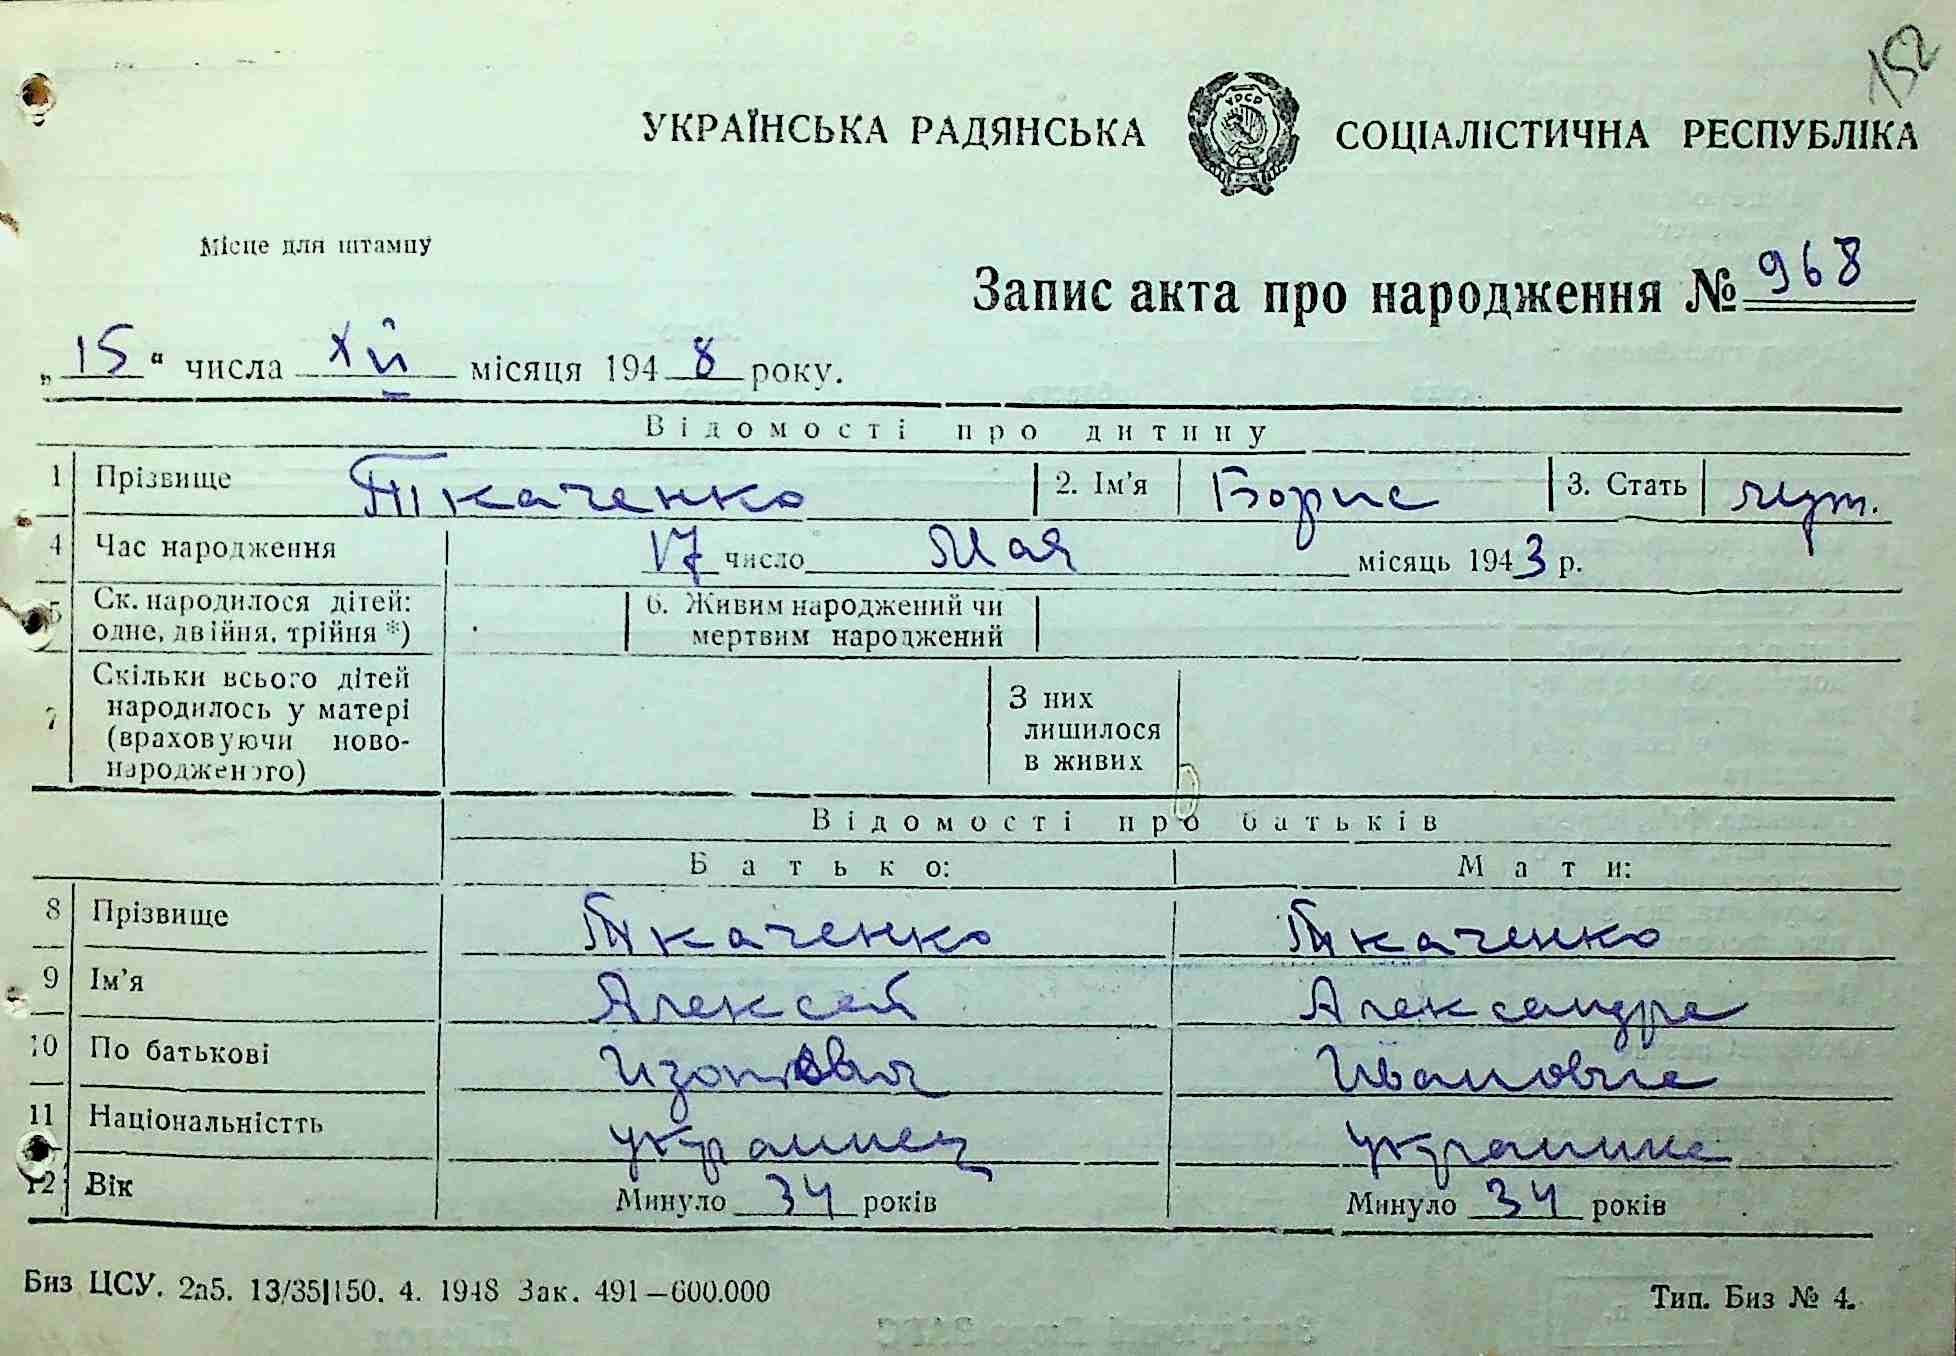 152
УКРАЇНСЬКА РАДЯНСЬКА СОЦІАЛІСТИЧНА РЕСПУБЛІКА
УРСР
Місце для штампу
Запис акта про народження № 968
„15“ числа XII місяця 1948 року.
Відомості про дитину
1 Прізвище Ткаченко 2. Ім'я Борис 3. Стать муж.
4 Час народження 17 число Мая місяць 1943 р.
5 Ск. народилося дітей: одне, двійня, трійня *) 6. Живим народжений чи мертвим народжений
7 Скільки всього дітей народилось у матері (враховуючи ново-народженого) З них лишилося в живих
Відомості про батьків
Батько: Мати:
8 Прізвище Ткаченко Ткаченко
9 Ім'я Алексей Александра
10 По батькові Изотович Ивановна
11 Національністть украинец украинка
12 Вік Минуло 34 років Минуло 34 років
Биз ЦСУ. 2а5. 13/35|150. 4. 1948 Зак. 491—600.000 Тип. Биз № 4.